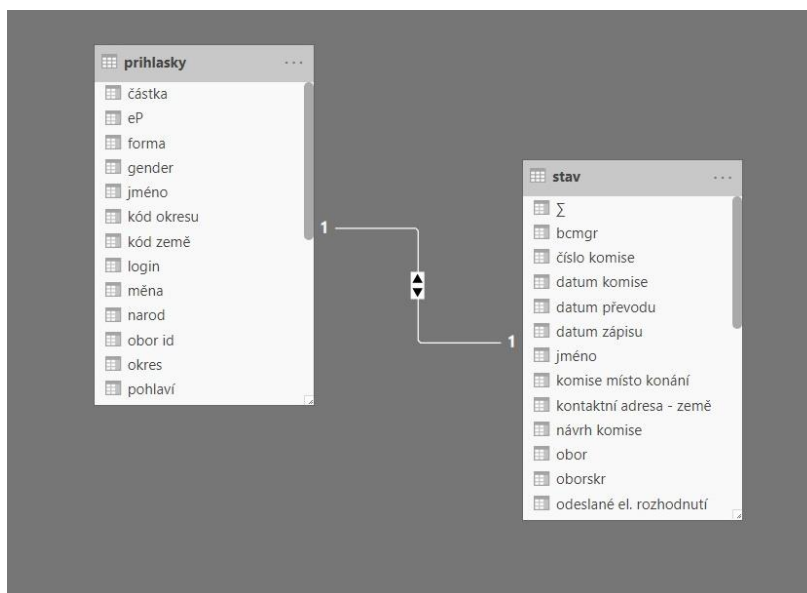 prihlasky
částka
eP
forma
gender
jméno
kód okresu
kód země
login
měna
narod
obor id
okres
pohlaví
1
1
stav
∑
bcmgr
číslo komise
datum komise
datum převodu
datum zápisu
jméno
komise místo konání
kontaktní adresa - země
návrh komise
obor
oborskr
odeslané el. rozhodnutí